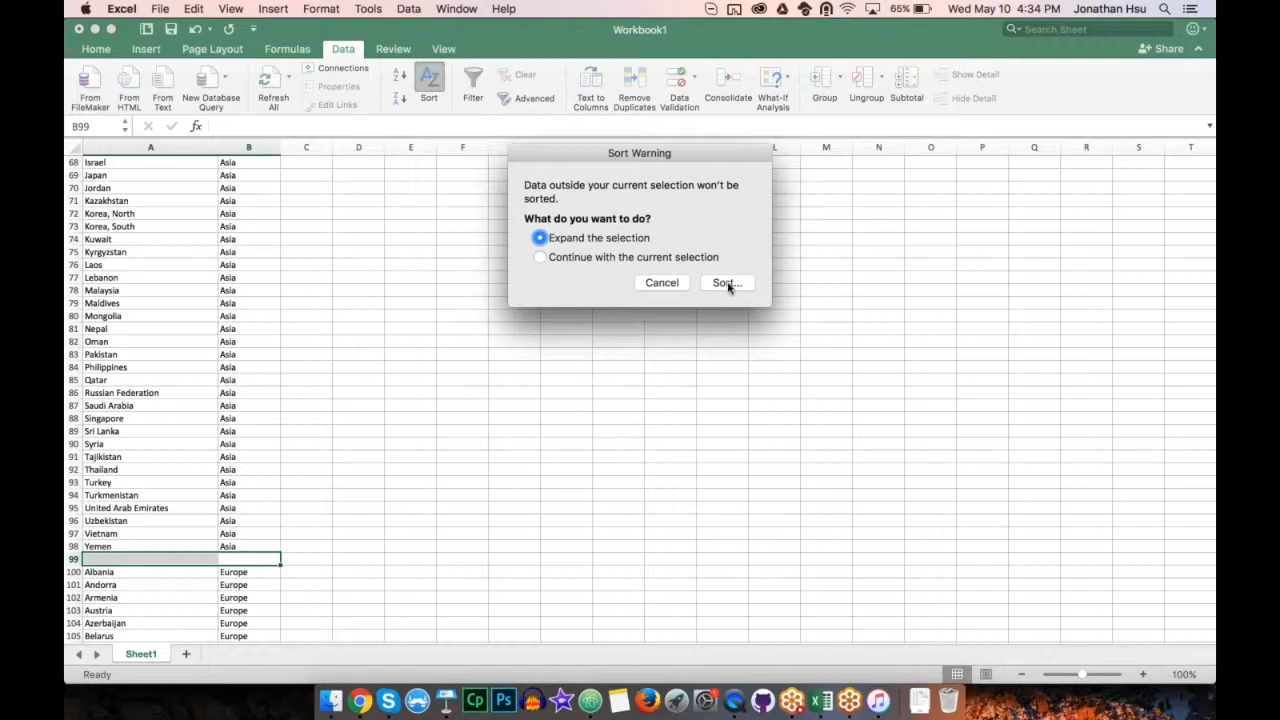 Excel File Edit View Insert Format Tools Data Window Help 65% Wed May 10 4:34 PM Jonathan Hsu
Workbook1
Search Sheet
Home Insert Page Layout Formulas Data Review View
Share
From FileMaker
From HTML
From Text
New Database Query
Refresh All
Connections
Properties
Edit Links
Sort
Filter
Clear
Advanced
Text to Columns
Remove Duplicates
Data Validation
Consolidate
What-If Analysis
Group
Ungroup
Subtotal
Show Detail
Hide Detail
B99 fx
A B C D E F L M N O P Q R S T
68 Israel Asia
69 Japan Asia
70 Jordan Asia
71 Kazakhstan Asia
72 Korea, North Asia
73 Korea, South Asia
74 Kuwait Asia
75 Kyrgyzstan Asia
76 Laos Asia
77 Lebanon Asia
78 Malaysia Asia
79 Maldives Asia
80 Mongolia Asia
81 Nepal Asia
82 Oman Asia
83 Pakistan Asia
84 Philippines Asia
85 Qatar Asia
86 Russian Federation Asia
87 Saudi Arabia Asia
88 Singapore Asia
89 Sri Lanka Asia
90 Syria Asia
91 Tajikistan Asia
92 Thailand Asia
93 Turkey Asia
94 Turkmenistan Asia
95 United Arab Emirates Asia
96 Uzbekistan Asia
97 Vietnam Asia
98 Yemen Asia
99
100 Albania Europe
101 Andorra Europe
102 Armenia Europe
103 Austria Europe
104 Azerbaijan Europe
105 Belarus Europe
Sort Warning
Data outside your current selection won't be
sorted.
What do you want to do?
Expand the selection
Continue with the current selection
Cancel Sort...
Sheet1
Ready
100%
Cp Ps